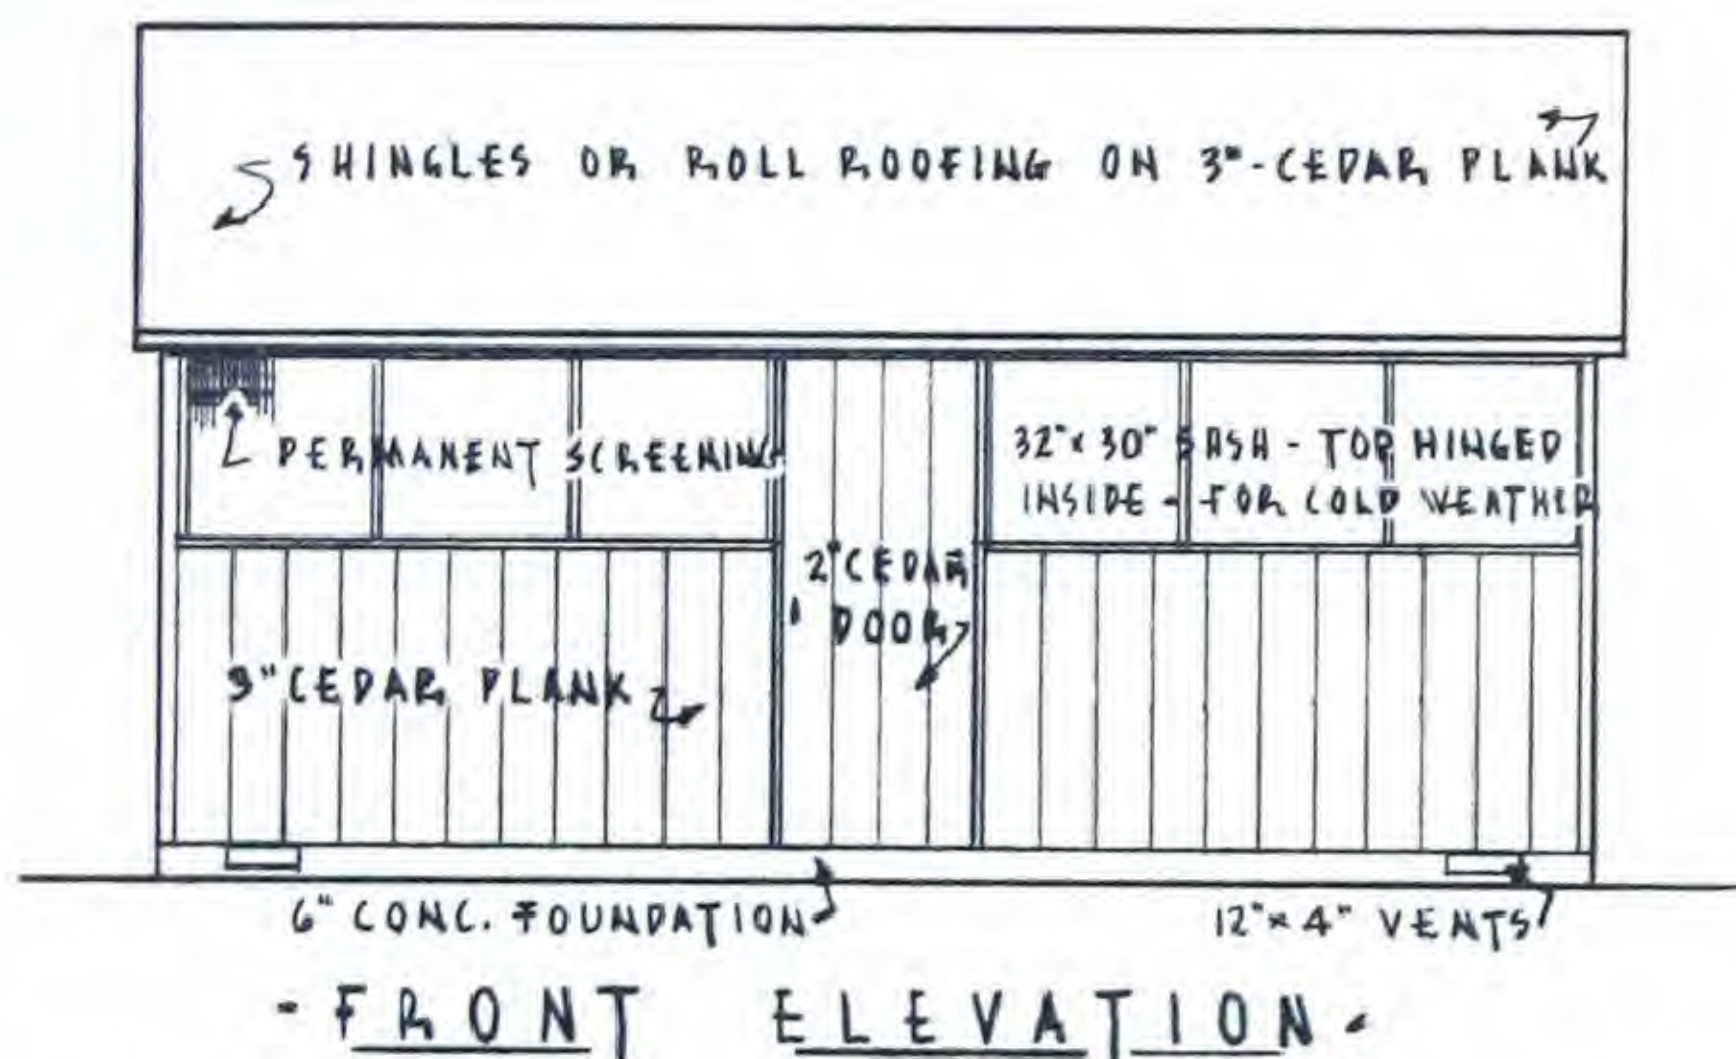 SHINGLES OR ROLL ROOFING ON 3"-CEDAR PLANK
PERMANENT SCREENING
32" x 30" SASH - TOP HINGED
INSIDE - FOR COLD WEATHER
2" CEDAR
DOOR
3" CEDAR PLANK
6" CONC. FOUNDATION
12" x 4" VENTS
- FRONT ELEVATION -